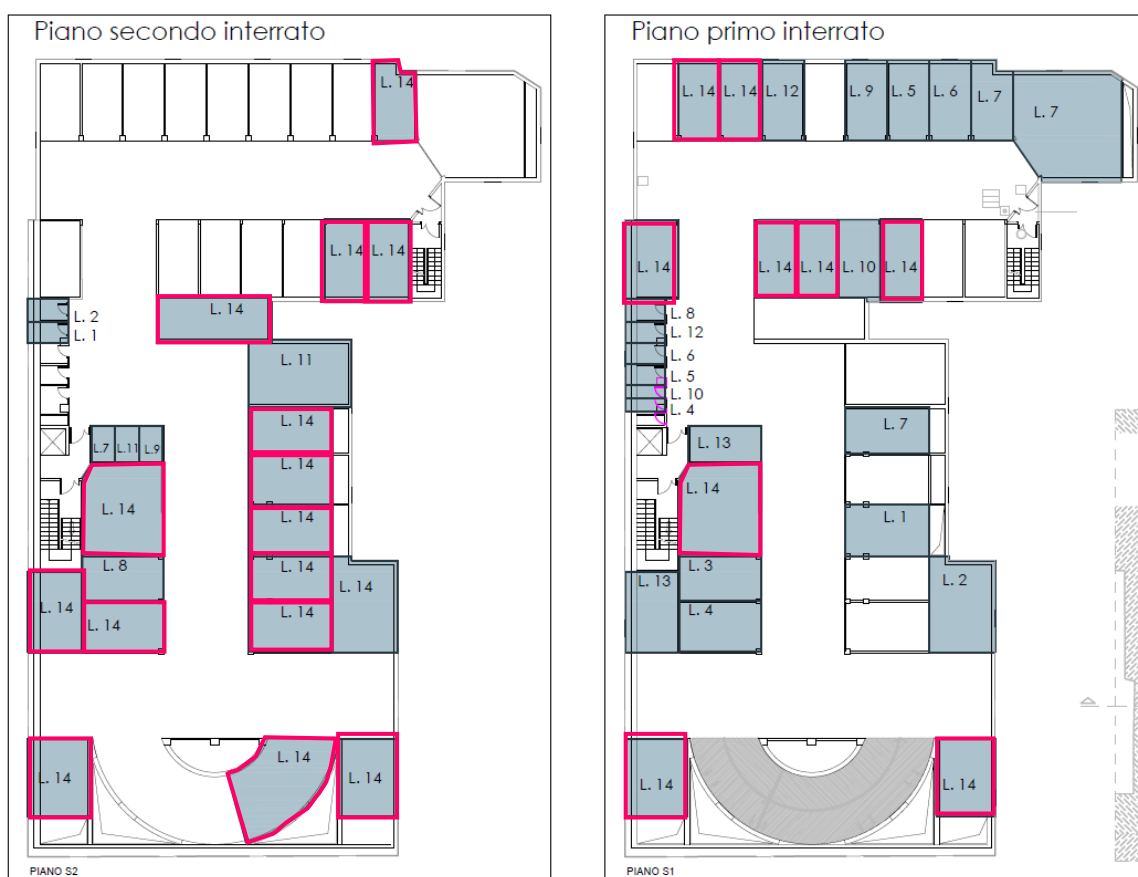 Piano secondo interrato
L. 14
L. 14
L. 14
L. 14
L. 2
L. 1
L. 11
L. 14
L.7
L.11
L.9
L. 14
L. 14
L. 14
L. 8
L. 14
L. 14
L. 14
L. 14
L. 14
L. 14
L. 14
L. 14
PIANO S2
Piano primo interrato
L. 14
L. 14
L. 12
L. 9
L. 5
L. 6
L. 7
L. 7
L. 14
L. 14
L. 14
L. 10
L. 14
L. 8
L. 12
L. 6
L. 5
L. 10
L. 4
L. 7
L. 13
L. 14
L. 1
L. 13
L. 3
L. 2
L. 4
L. 14
L. 14
PIANO S1